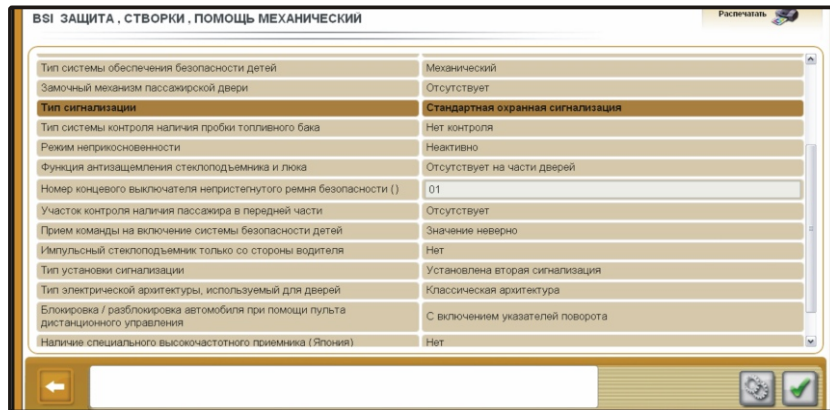 BSI ЗАЩИТА , СТВОРКИ , ПОМОЩЬ МЕХАНИЧЕСКИЙ
Распечатать
Тип системы обеспечения безопасности детей Механический
Замочный механизм пассажирской двери Отсутствует
Тип сигнализации Стандартная охранная сигнализация
Тип системы контроля наличия пробки топливного бака Нет контроля
Режим неприкосновенности Неактивно
Функция антизащемления стеклоподъемника и люка Отсутствует на части дверей
Номер концевого выключателя непристегнутого ремня безопасности () 01
Участок контроля наличия пассажира в передней части Отсутствует
Прием команды на включение системы безопасности детей Значение неверно
Импульсный стеклоподъемник только со стороны водителя Нет
Тип установки сигнализации Установлена вторая сигнализация
Тип электрической архитектуры, используемый для дверей Классическая архитектура
Блокировка / разблокировка автомобиля при помощи пульта
дистанционного управления С включением указателей поворота
Наличие специального высокочастотного приемника (Япония) Нет